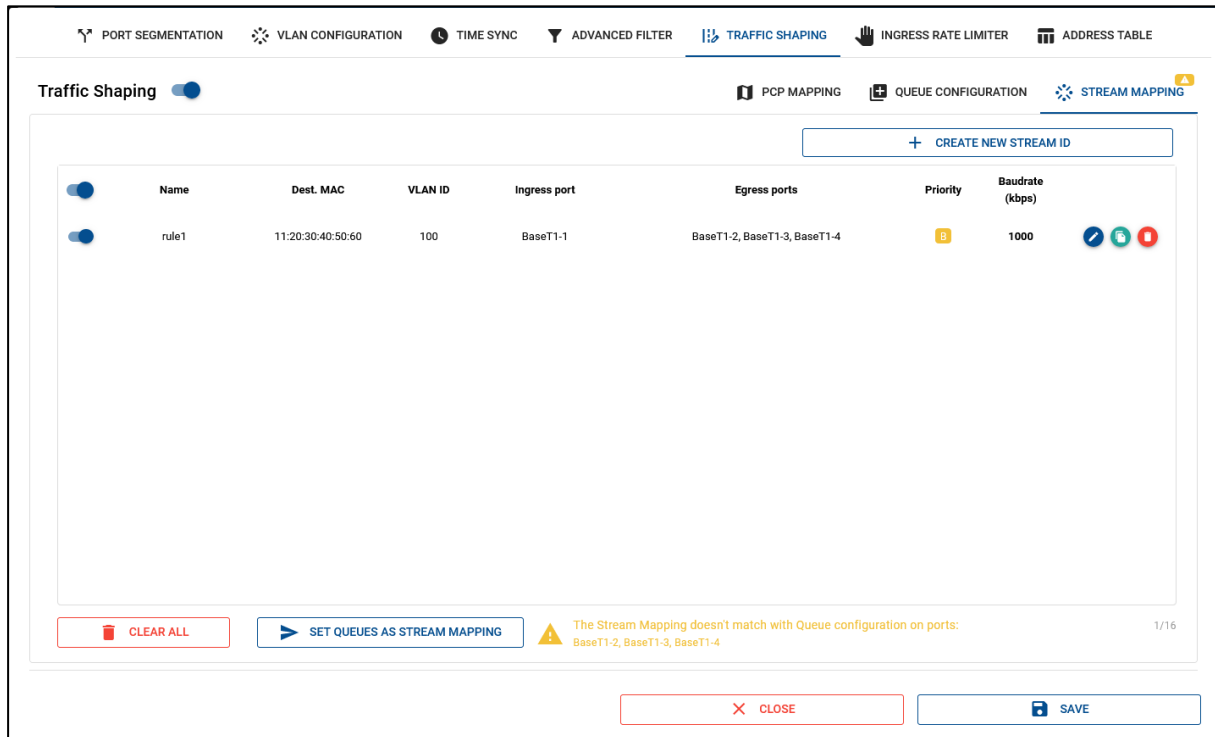 PORT SEGMENTATION VLAN CONFIGURATION TIME SYNC ADVANCED FILTER TRAFFIC SHAPING INGRESS RATE LIMITER ADDRESS TABLE
Traffic Shaping PCP MAPPING QUEUE CONFIGURATION STREAM MAPPING
CREATE NEW STREAM ID
Name Dest. MAC VLAN ID Ingress port Egress ports Priority Baudrate
(kbps)
rule1 11:20:30:40:50:60 100 BaseT1-1 BaseT1-2, BaseT1-3, BaseT1-4 B 1000
CLEAR ALL SET QUEUES AS STREAM MAPPING The Stream Mapping doesn't match with Queue configuration on ports: 1/16
BaseT1-2, BaseT1-3, BaseT1-4
CLOSE SAVE